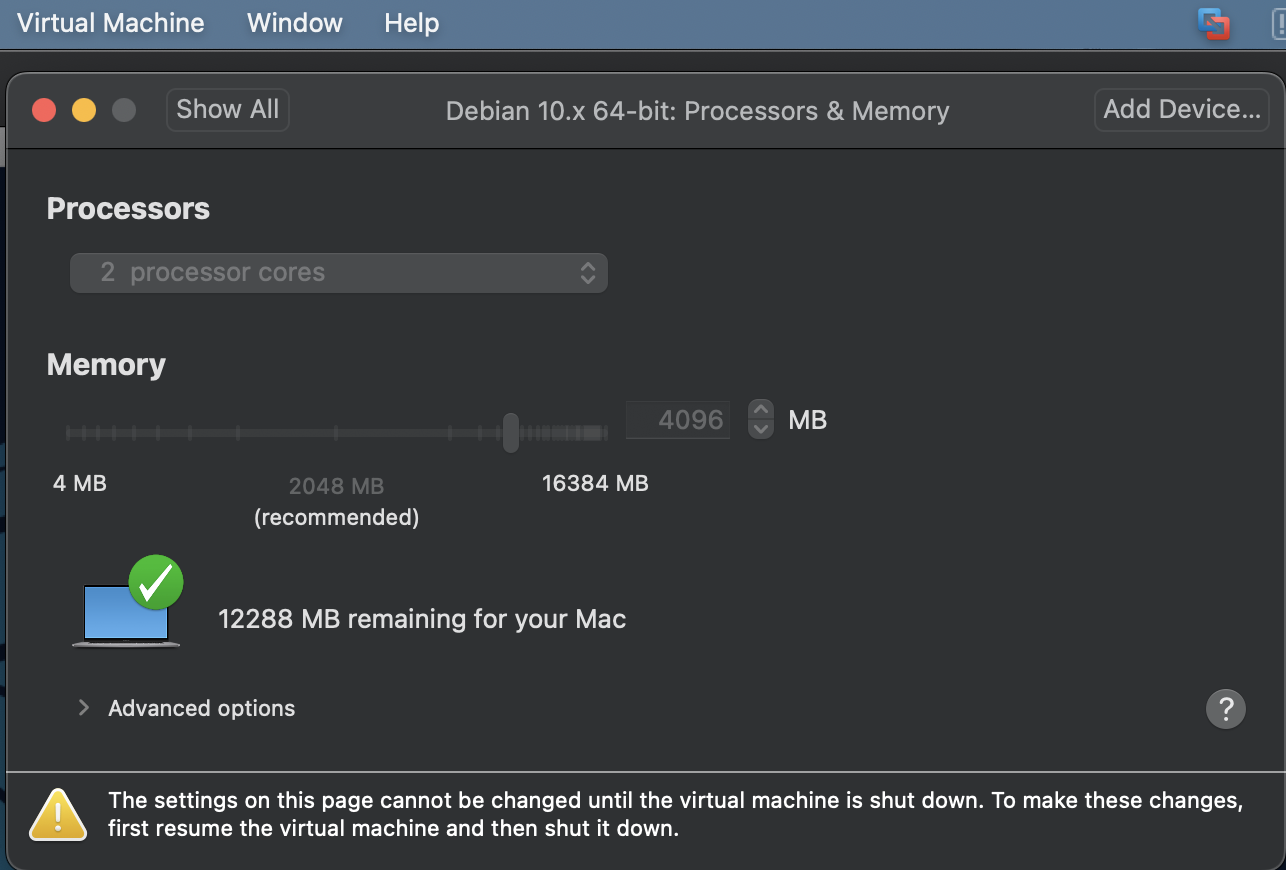 Virtual Machine Window Help
Show All Debian 10.x 64-bit: Processors & Memory Add Device...
Processors
2 processor cores
Memory
4096 MB
4 MB 2048 MB 16384 MB
(recommended)
12288 MB remaining for your Mac
Advanced options ?
The settings on this page cannot be changed until the virtual machine is shut down. To make these changes,
first resume the virtual machine and then shut it down.